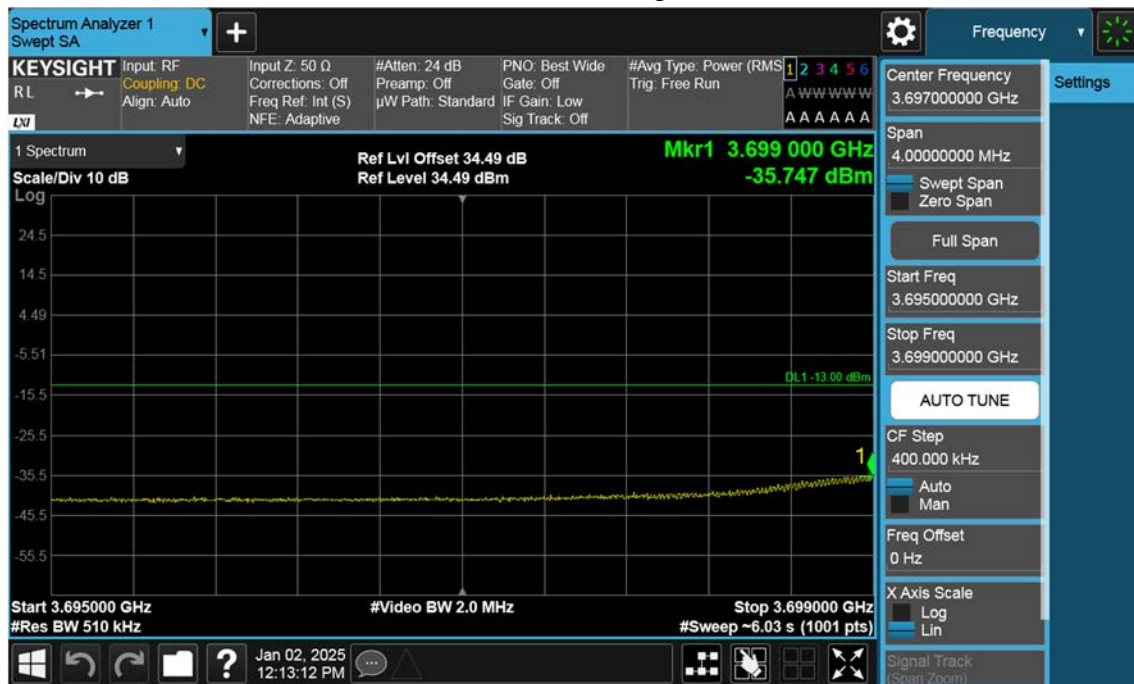 Spectrum Analyzer 1
Swept SA
Frequency
KEYSIGHT
R L
LXI
Input: RF
Coupling: DC
Align: Auto
Input Z: 50 Ω
Corrections: Off
Freq Ref: Int (S)
NFE: Adaptive
#Atten: 24 dB
Preamp: Off
µW Path: Standard
PNO: Best Wide
Gate: Off
IF Gain: Low
Sig Track: Off
#Avg Type: Power (RMS
Trig: Free Run
1 2 3 4 5 6
A W W W W W
A A A A A A
1 Spectrum
Scale/Div 10 dB
Log
Ref Lvl Offset 34.49 dB
Ref Level 34.49 dBm
Mkr1 3.699 000 GHz
-35.747 dBm
24.5
14.5
4.49
-5.51
-15.5
-25.5
-35.5
-45.5
-55.5
DL1 -13.00 dBm
1
Start 3.695000 GHz
#Res BW 510 kHz
#Video BW 2.0 MHz
Stop 3.699000 GHz
#Sweep ~6.03 s (1001 pts)
Center Frequency
3.697000000 GHz
Span
4.00000000 MHz
Swept Span
Zero Span
Full Span
Start Freq
3.695000000 GHz
Stop Freq
3.699000000 GHz
AUTO TUNE
CF Step
400.000 kHz
Auto
Man
Freq Offset
0 Hz
X Axis Scale
Log
Lin
Signal Track
(Span Zoom)
Settings
?
Jan 02, 2025
12:13:12 PM